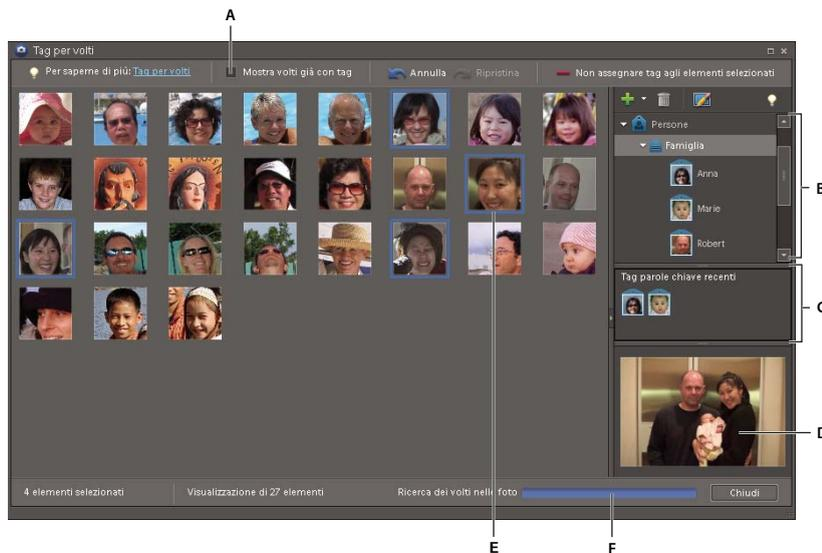 A
Tag per volti
Per saperne di più: Tag per volti
Mostra volti già con tag
Annulla
Ripristina
Non assegnare tag agli elementi selezionati
Persone
Famiglia
Anna
Marie
Robert
B
Tag parole chiave recenti
C
D
4 elementi selezionati
Visualizzazione di 27 elementi
Ricerca dei volti nelle foto
Chiudi
E
F